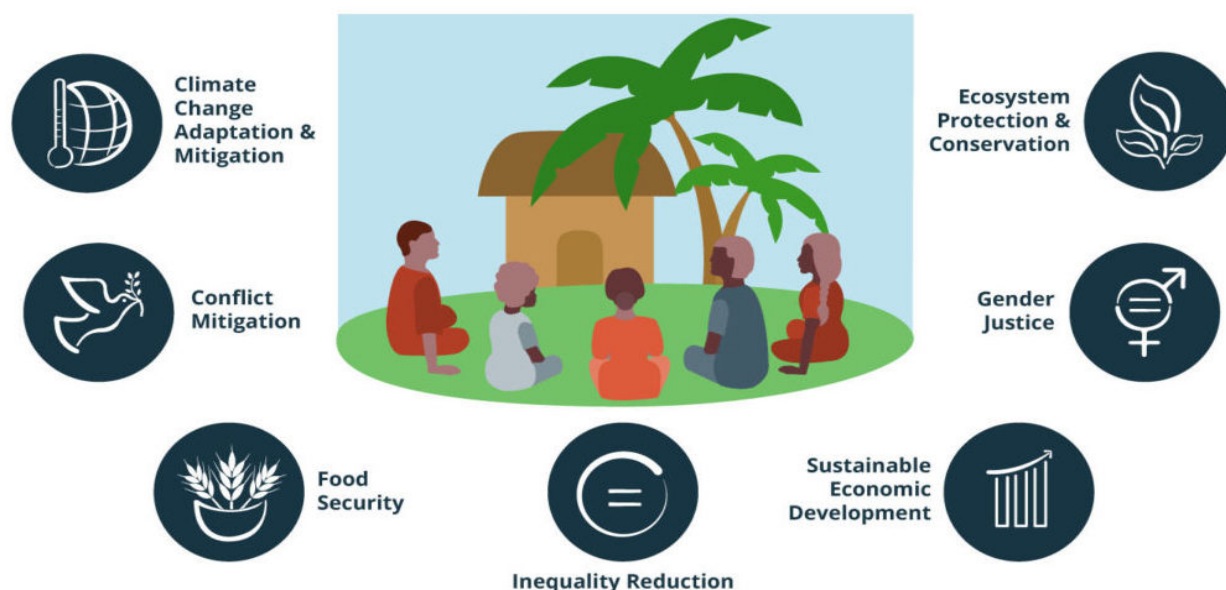 Climate
Change
Adaptation &
Mitigation
Ecosystem
Protection &
Conservation
Conflict
Mitigation
Gender
Justice
Food
Security
Sustainable
Economic
Development
Inequality Reduction